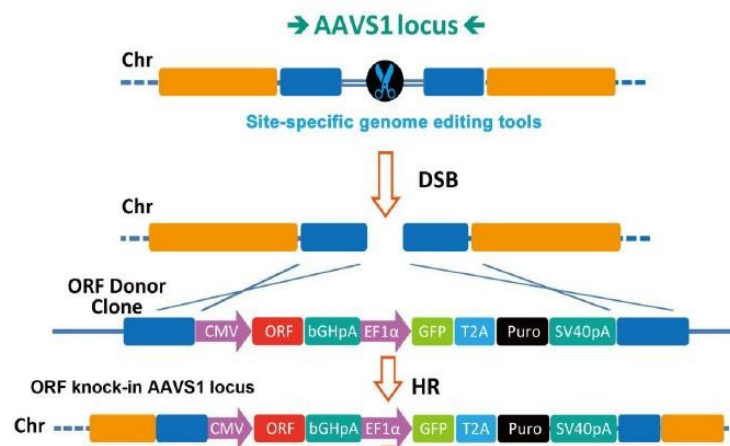 → AAVS1 locus ←
Chr
Site-specific genome editing tools
DSB
Chr
ORF Donor
Clone
CMV ORF bGHpA EF1α GFP T2A Puro SV40pA
HR
ORF knock-in AAVS1 locus
Chr CMV ORF bGHpA EF1α GFP T2A Puro SV40pA